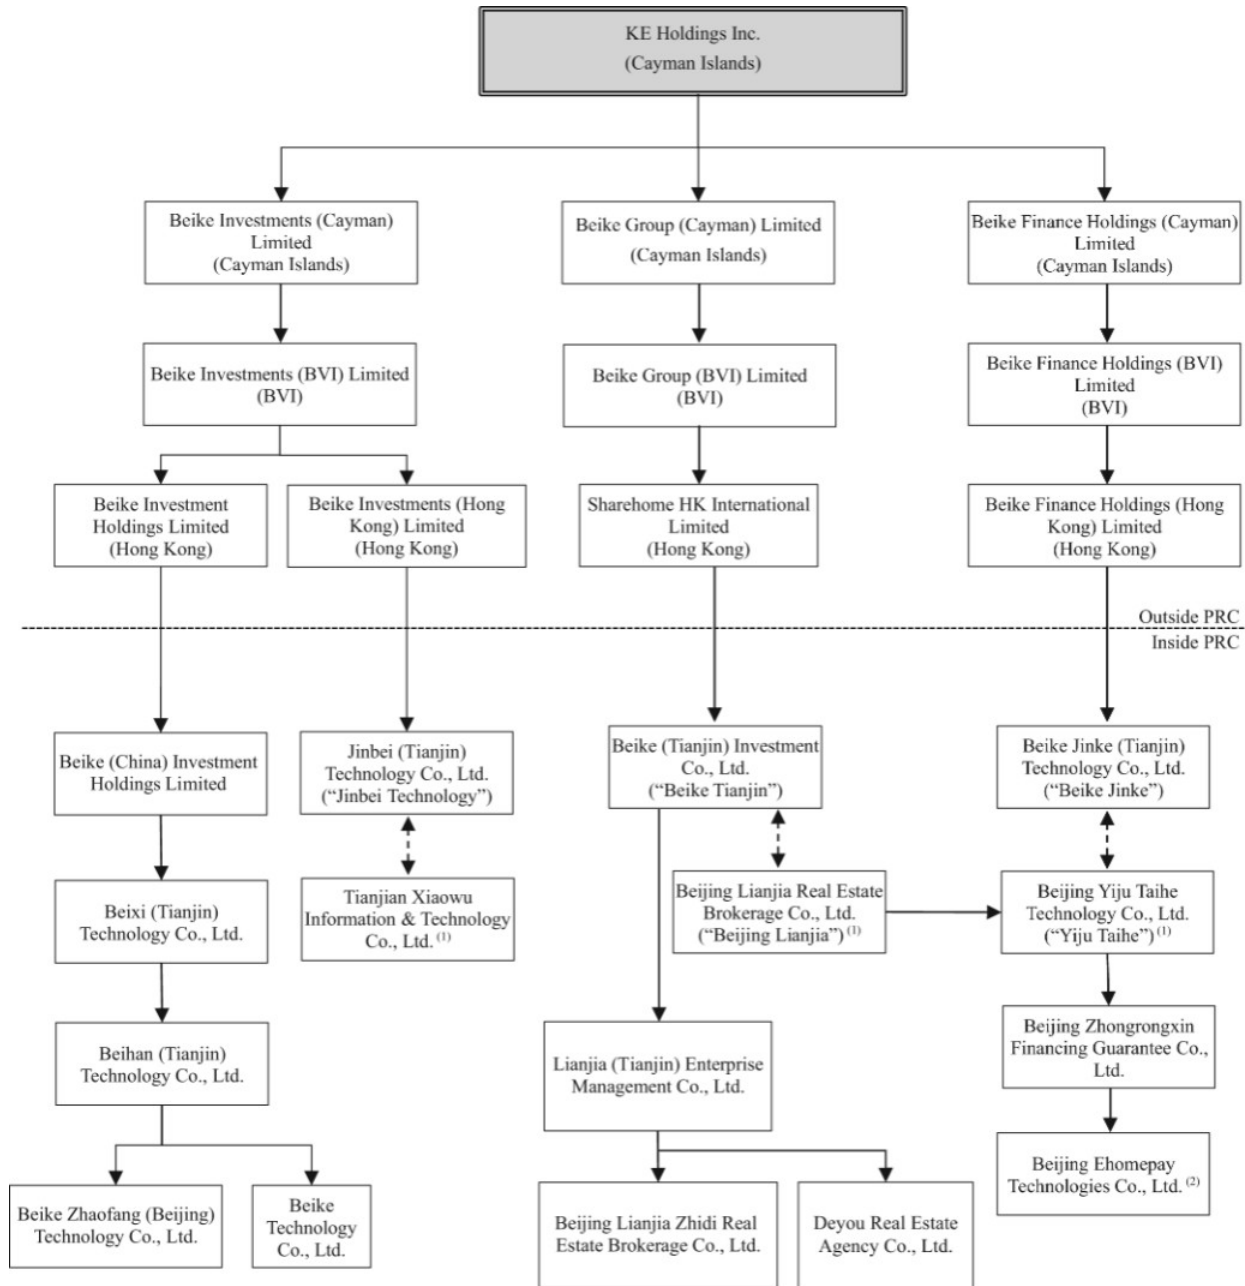 KE Holdings Inc.
(Cayman Islands)
Beike Investments (Cayman)
Limited
(Cayman Islands)
Beike Group (Cayman) Limited
(Cayman Islands)
Beike Finance Holdings (Cayman)
Limited
(Cayman Islands)
Beike Investments (BVI) Limited
(BVI)
Beike Group (BVI) Limited
(BVI)
Beike Finance Holdings (BVI)
Limited
(BVI)
Beike Investment
Holdings Limited
(Hong Kong)
Beike Investments (Hong
Kong) Limited
(Hong Kong)
Sharehome HK International
Limited
(Hong Kong)
Beike Finance Holdings (Hong
Kong) Limited
(Hong Kong)
Outside PRC
Inside PRC
Beike (China) Investment
Holdings Limited
Jinbei (Tianjin)
Technology Co., Ltd.
(“Jinbei Technology”)
Beike (Tianjin) Investment
Co., Ltd.
(“Beike Tianjin”)
Beike Jinke (Tianjin)
Technology Co., Ltd.
(“Beike Jinke”)
Beixi (Tianjin)
Technology Co., Ltd.
Tianjian Xiaowu
Information & Technology
Co., Ltd. (1)
Beijing Lianjia Real Estate
Brokerage Co., Ltd.
(“Beijing Lianjia”) (1)
Beijing Yiju Taihe
Technology Co., Ltd.
(“Yiju Taihe”) (1)
Beihan (Tianjin)
Technology Co., Ltd.
Lianjia (Tianjin) Enterprise
Management Co., Ltd.
Beijing Zhongrongxin
Financing Guarantee Co.,
Ltd.
Beike Zhaofang (Beijing)
Technology Co., Ltd.
Beike
Technology
Co., Ltd.
Beijing Lianjia Zhidi Real
Estate Brokerage Co., Ltd.
Deyou Real Estate
Agency Co., Ltd.
Beijing Ehomepay
Technologies Co., Ltd. (2)